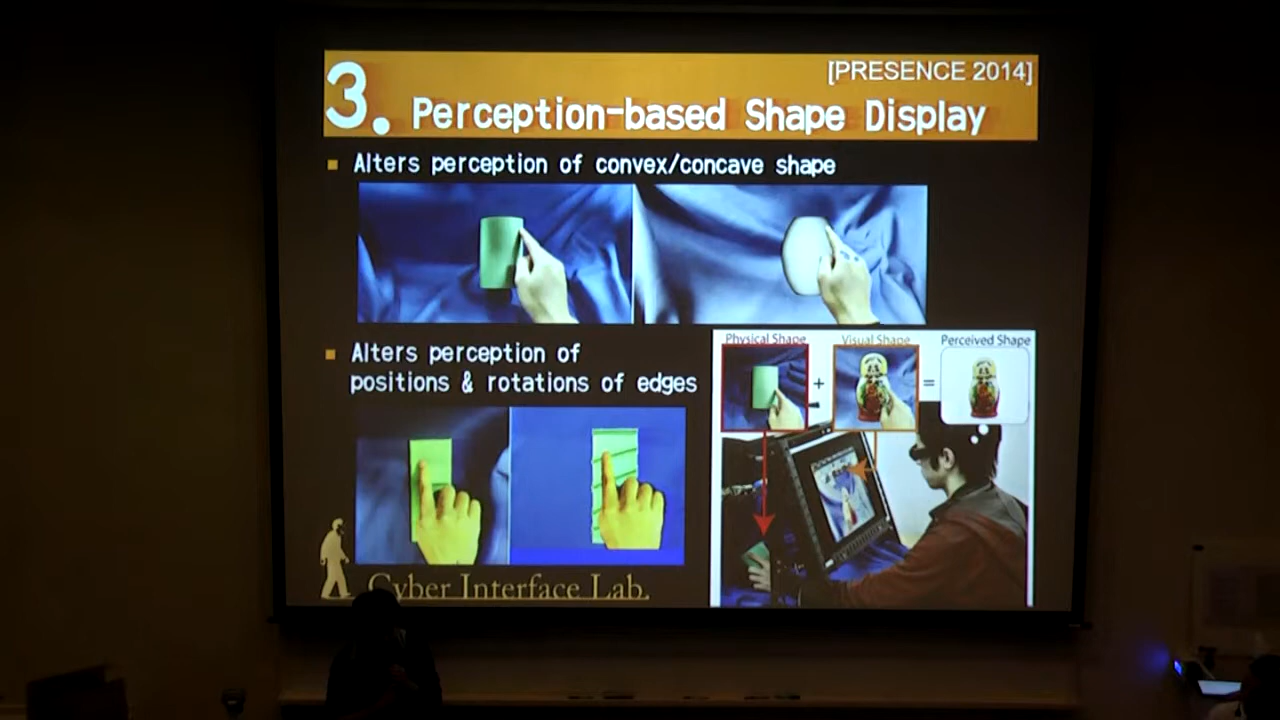 [PRESENCE 2014]
3. Perception-based Shape Display
Alters perception of convex/concave shape
Alters perception of
positions & rotations of edges
Physical Shape
Visual Shape
Perceived Shape
+
=
Cyber Interface Lab.